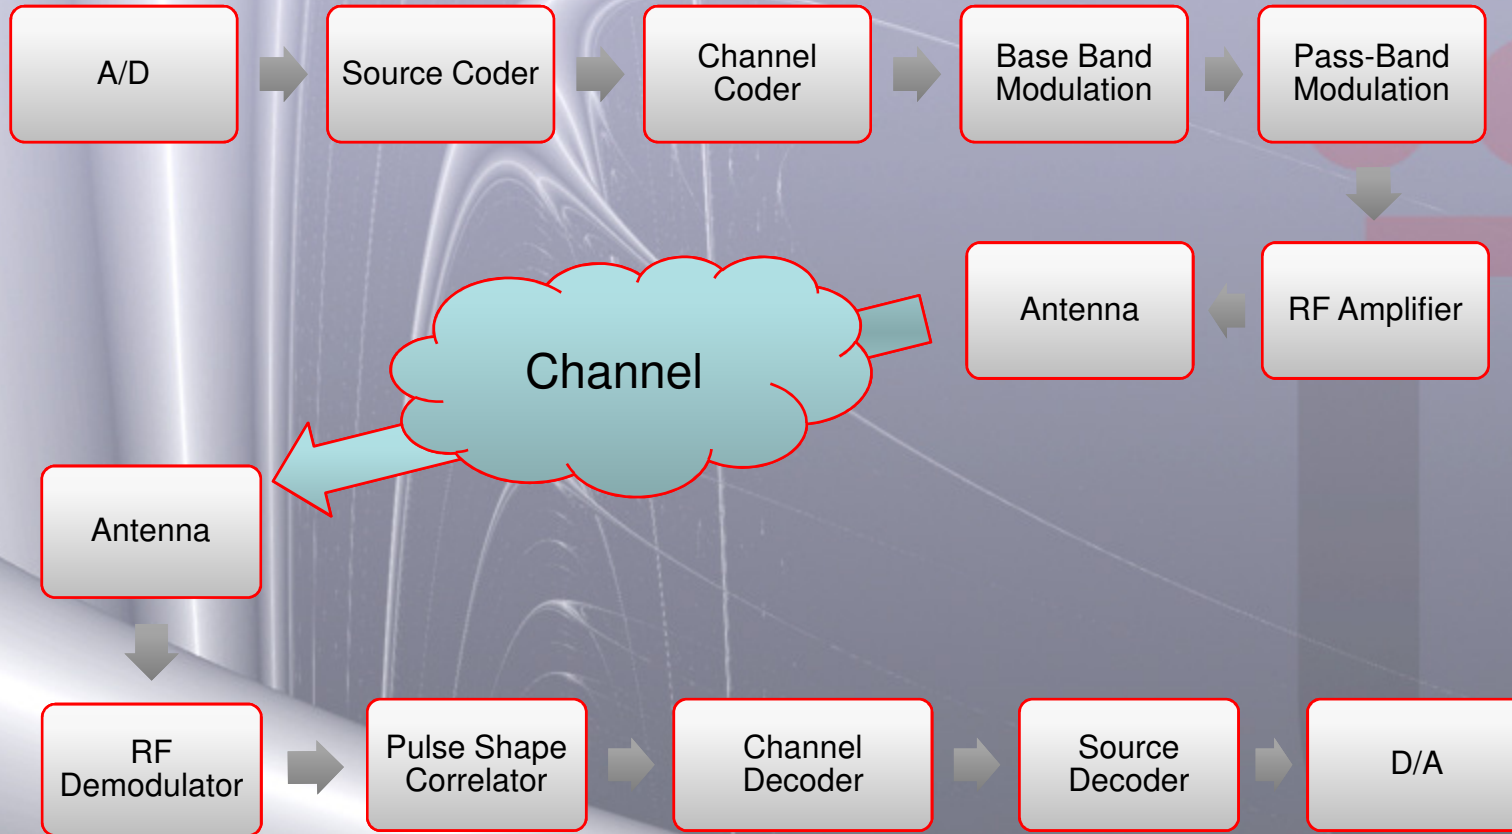 A/D
Source Coder
Channel
Coder
Base Band
Modulation
Pass-Band
Modulation
Antenna
RF Amplifier
Channel
Antenna
RF
Demodulator
Pulse Shape
Correlator
Channel
Decoder
Source
Decoder
D/A